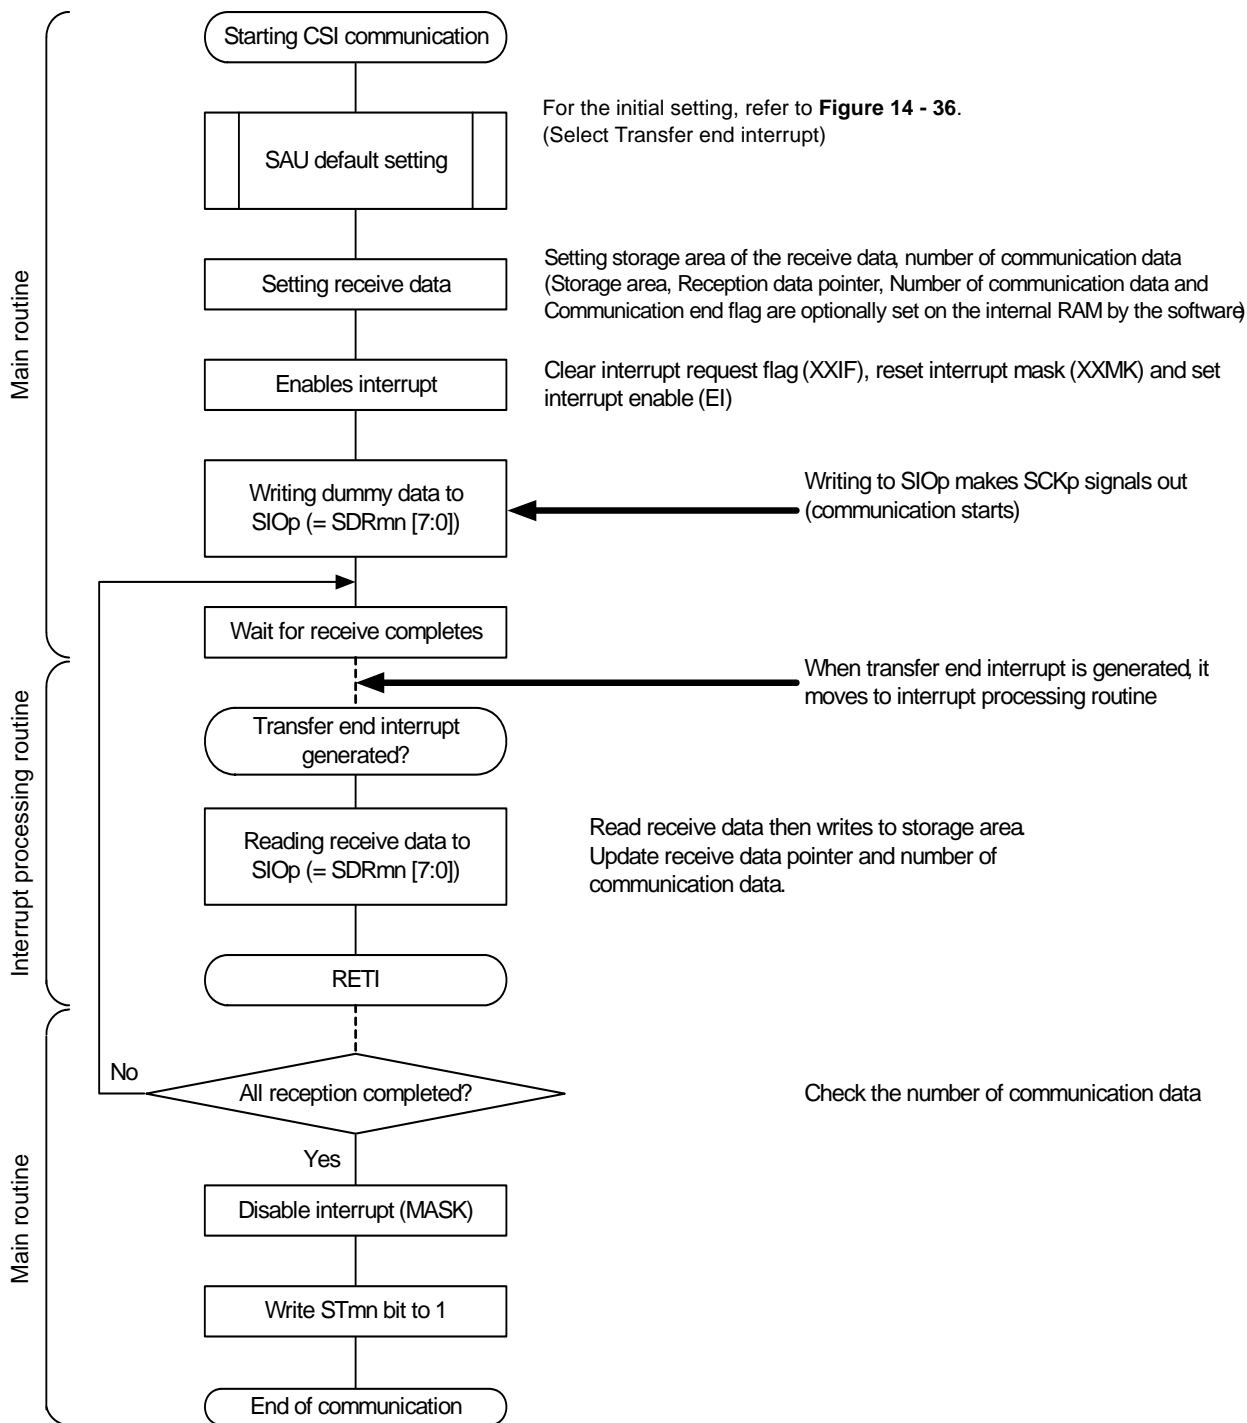 Starting CSI communication
For the initial setting, refer to Figure 14 - 36.
(Select Transfer end interrupt)
SAU default setting
Main routine
Setting receive data
Setting storage area of the receive data, number of communication data
(Storage area, Reception data pointer, Number of communication data and
Communication end flag are optionally set on the internal RAM by the software)
Enables interrupt
Clear interrupt request flag (XXIF), reset interrupt mask (XXMK) and set
interrupt enable (EI)
Writing dummy data to
SIOp (= SDRmn [7:0])
Writing to SIOp makes SCKp signals out
(communication starts)
Wait for receive completes
When transfer end interrupt is generated, it
moves to interrupt processing routine
Interrupt processing routine
Transfer end interrupt
generated?
Reading receive data to
SIOp (= SDRmn [7:0])
Read receive data then writes to storage area.
Update receive data pointer and number of
communication data.
RETI
Main routine
No
All reception completed?
Check the number of communication data
Yes
Disable interrupt (MASK)
Write STmn bit to 1
End of communication